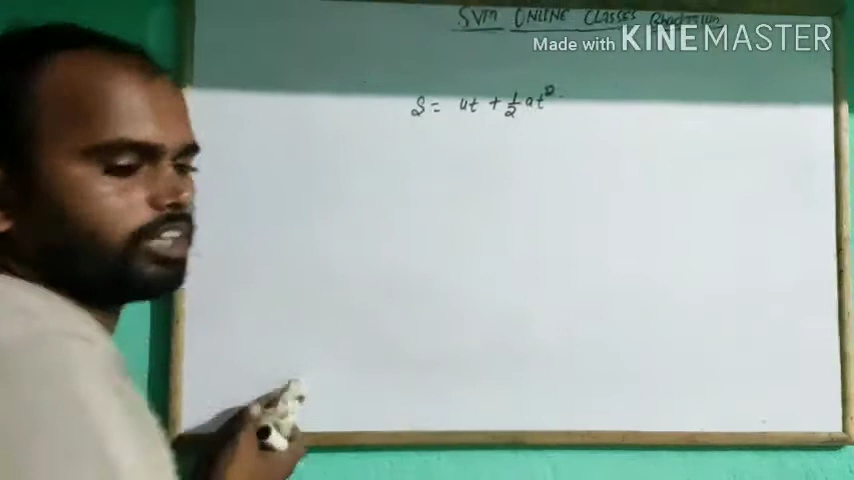 SVM ONLINE CLASSES
Made with KINEMASTER
S = ut + 1/2 at²